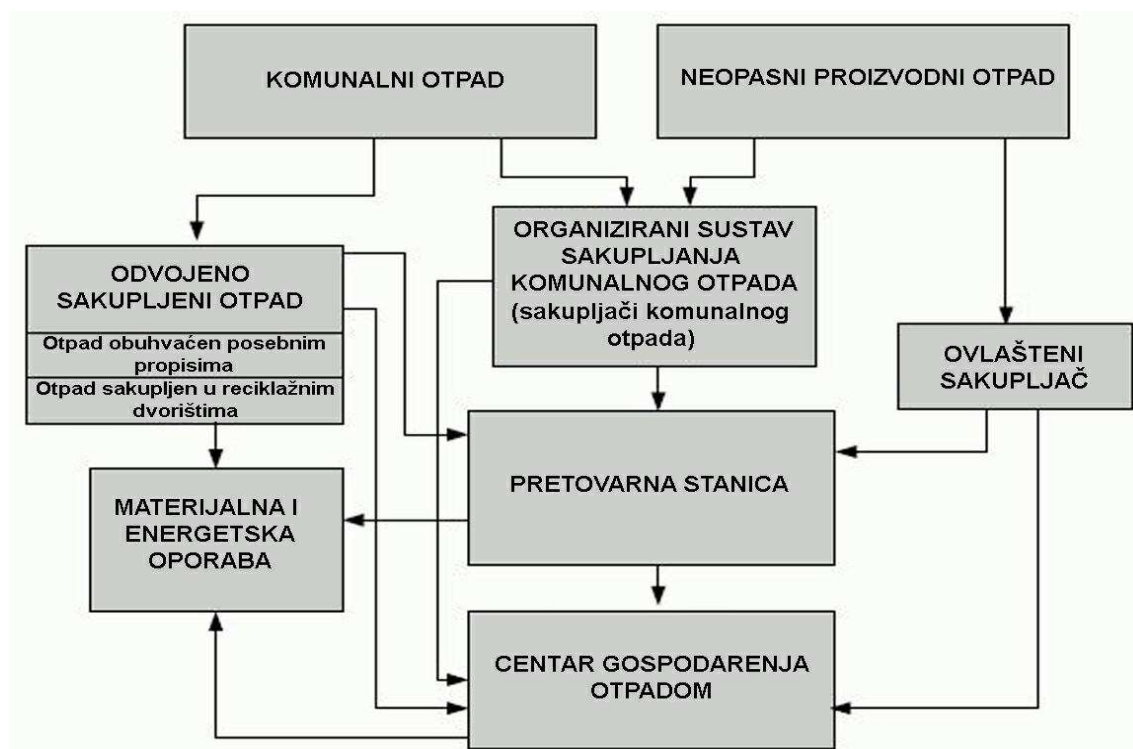 KOMUNALNI OTPAD
NEOPASNI PROIZVODNI OTPAD
ORGANIZIRANI SUSTAV
SAKUPLJANJA
KOMUNALNOG OTPADA
(sakupljači komunalnog
otpada)
ODVOJENO
SAKUPLJENI OTPAD
Otpad obuhvaćen posebnim
propisima
Otpad sakupljen u reciklažnim
dvorištima
OVLAŠTENI
SAKUPLJAČ
PRETOVARNA STANICA
MATERIJALNA I
ENERGETSKA
OPORABA
CENTAR GOSPODARENJA
OTPADOM